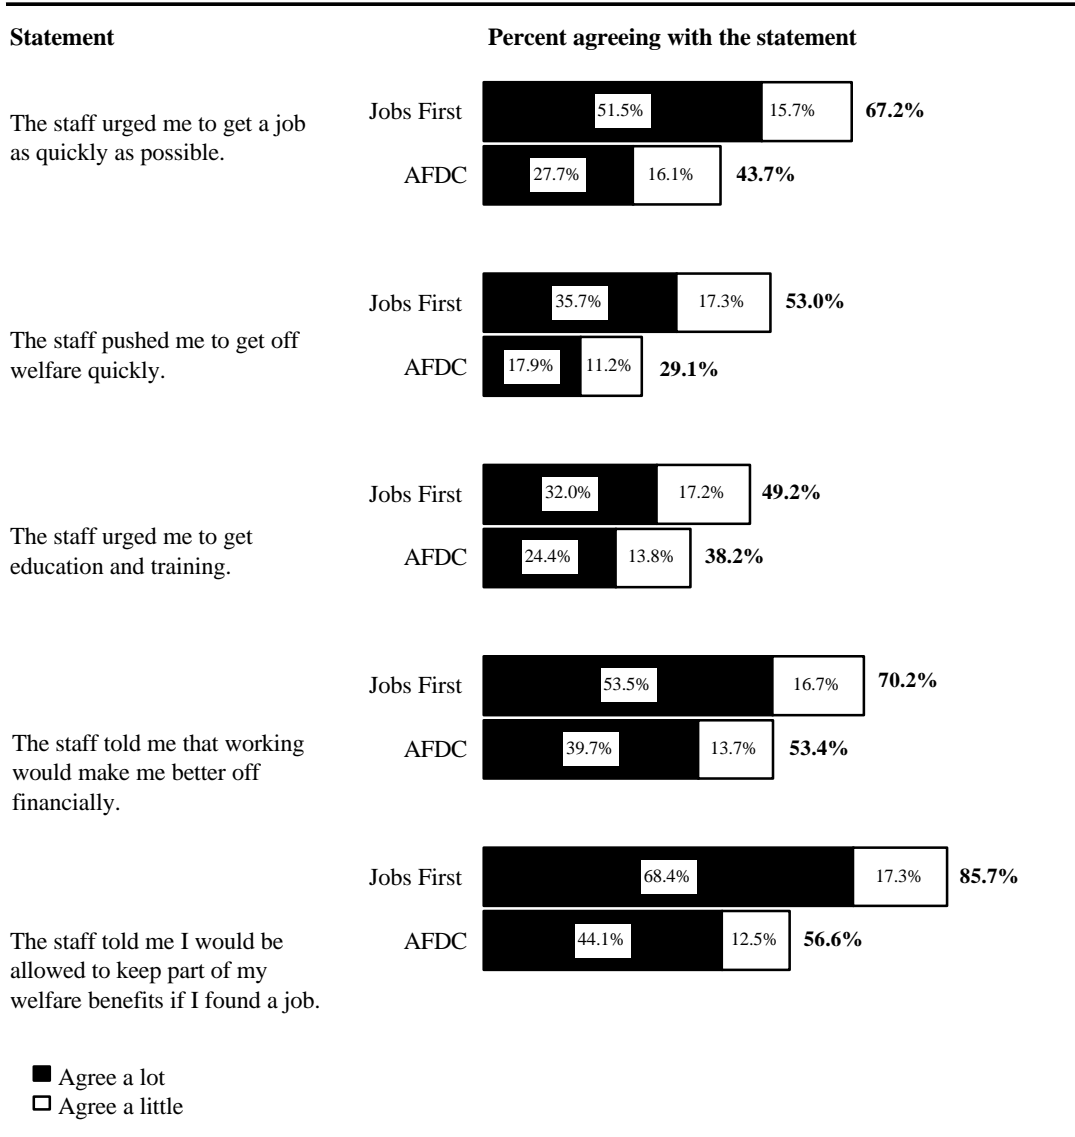 Statement
Percent agreeing with the statement
Jobs First
51.5%
15.7%
67.2%
The staff urged me to get a job
as quickly as possible.
AFDC
27.7%
16.1%
43.7%
Jobs First
35.7%
17.3%
53.0%
The staff pushed me to get off
welfare quickly.
AFDC
17.9%
11.2%
29.1%
Jobs First
32.0%
17.2%
49.2%
The staff urged me to get
education and training.
AFDC
24.4%
13.8%
38.2%
Jobs First
53.5%
16.7%
70.2%
The staff told me that working
would make me better off
financially.
AFDC
39.7%
13.7%
53.4%
Jobs First
68.4%
17.3%
85.7%
The staff told me I would be
allowed to keep part of my
welfare benefits if I found a job.
AFDC
44.1%
12.5%
56.6%
Agree a lot
Agree a little